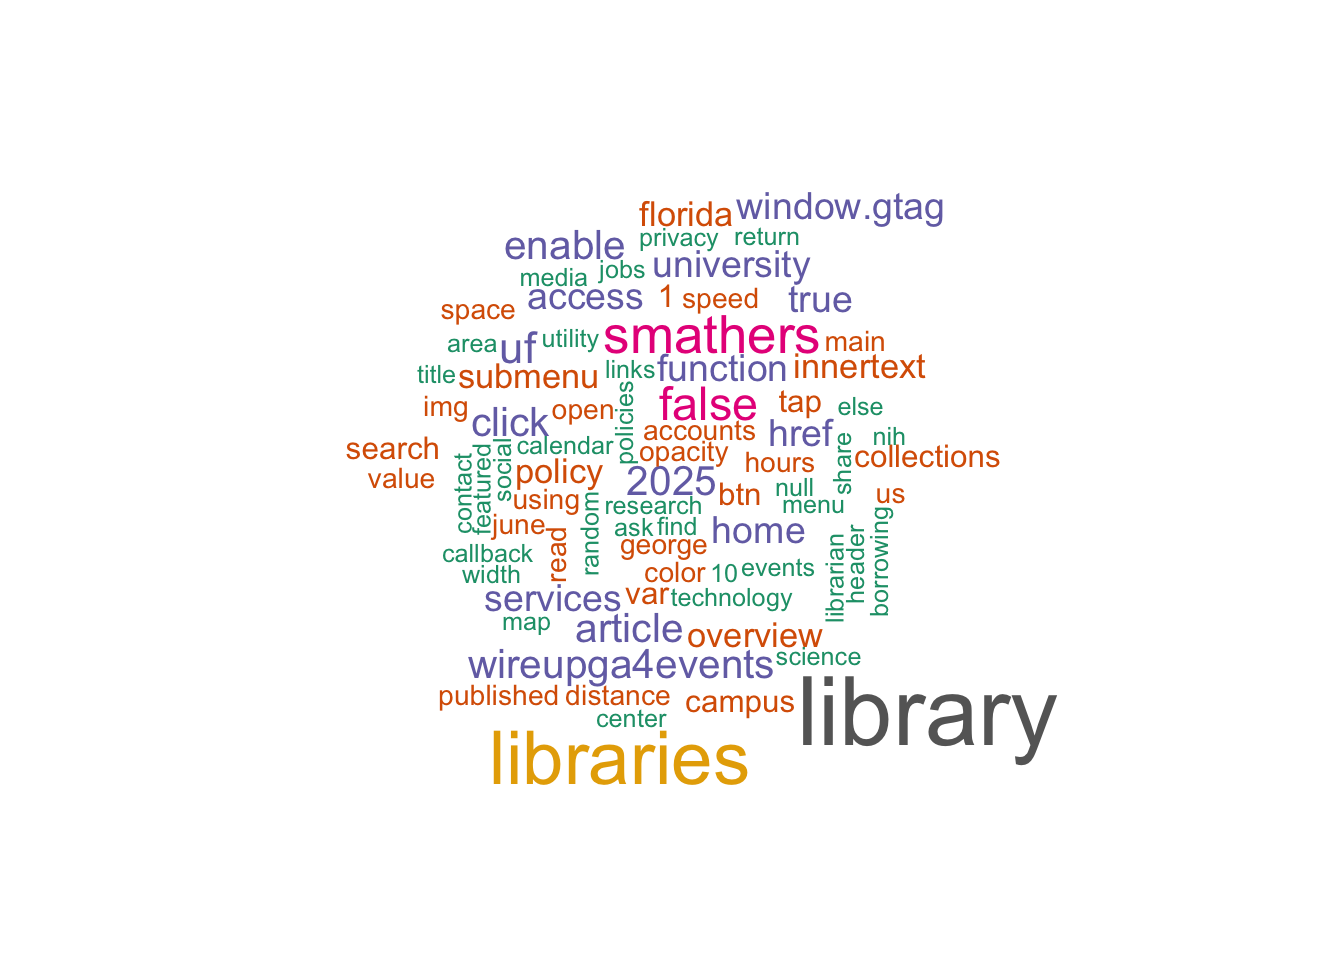 florida window.gtag
enable privacy return
media jobs university
space access 1 speed true
area uf utility smathers main
title submenu links function innertext
img click open policies false tap else
search calendar accounts href nih
value contact featured social policy opacity hours share collections
using 2025 btn null us
june random research menu
read ask find home
callback george librarian header borrowing
width color 10 events
services var technology
map article overview
wireupga4events science
published distance campus library
center
libraries